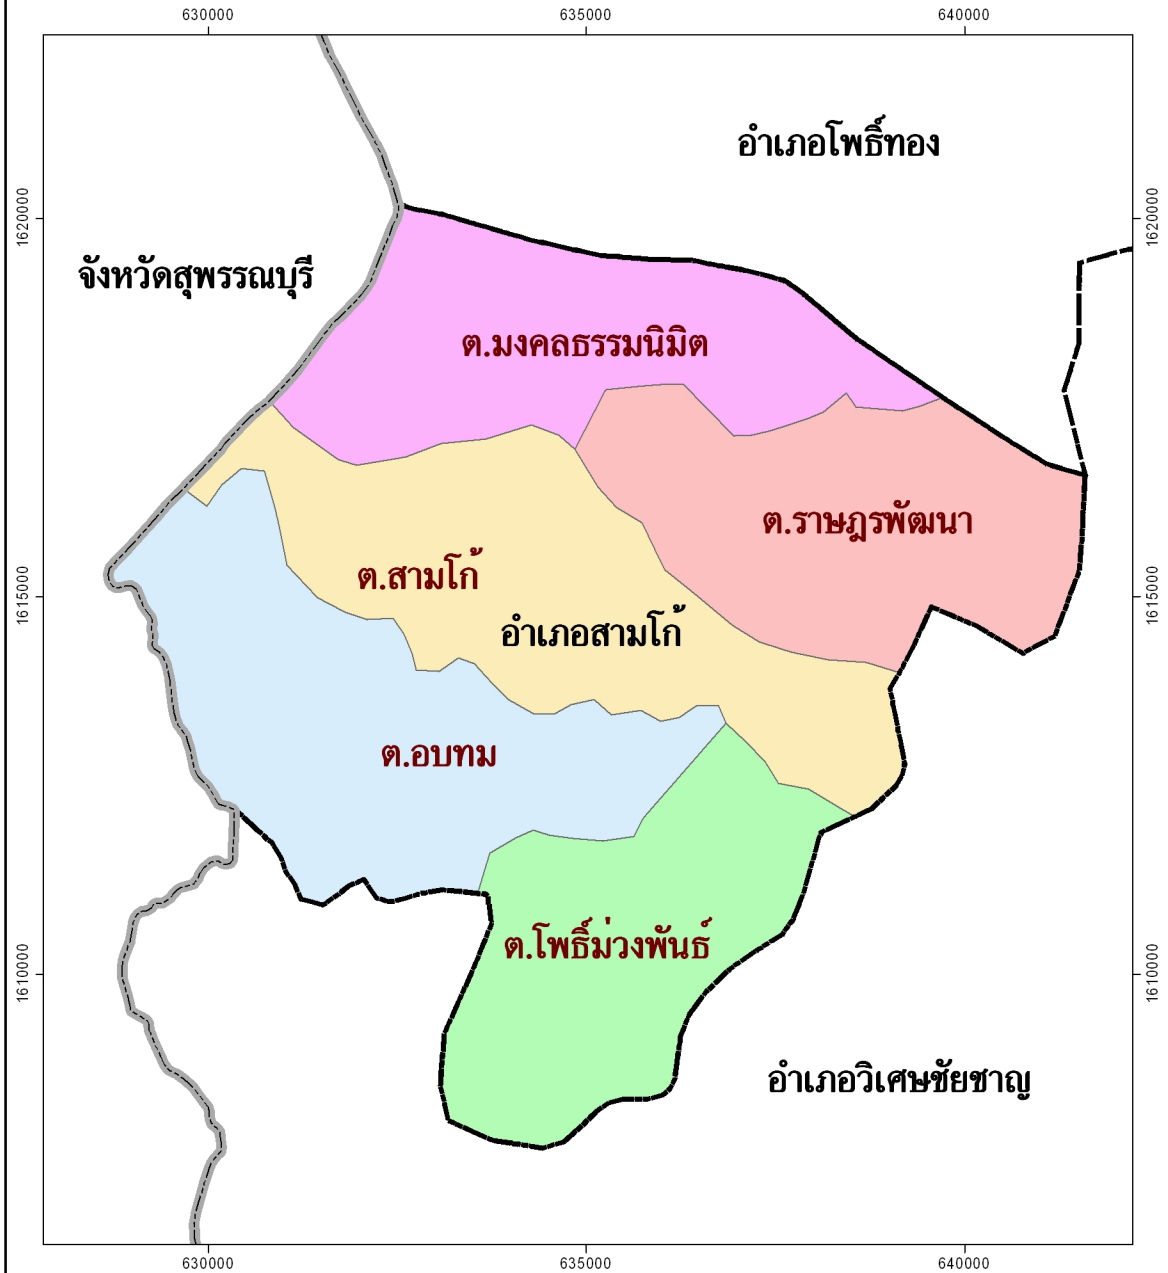 630000 635000 640000
อำเภอโพธิ์ทอง
1620000 1620000
จังหวัดสุพรรณบุรี
ต.มงคลธรรมนิมิต
ต.ราษฎรพัฒนา
ต.สามโก้
1615000 1615000
อำเภอสามโก้
ต.อบทม
ต.โพธิ์ม่วงพันธ์
1610000 1610000
อำเภอวิเศษชัยชาญ
630000 635000 640000